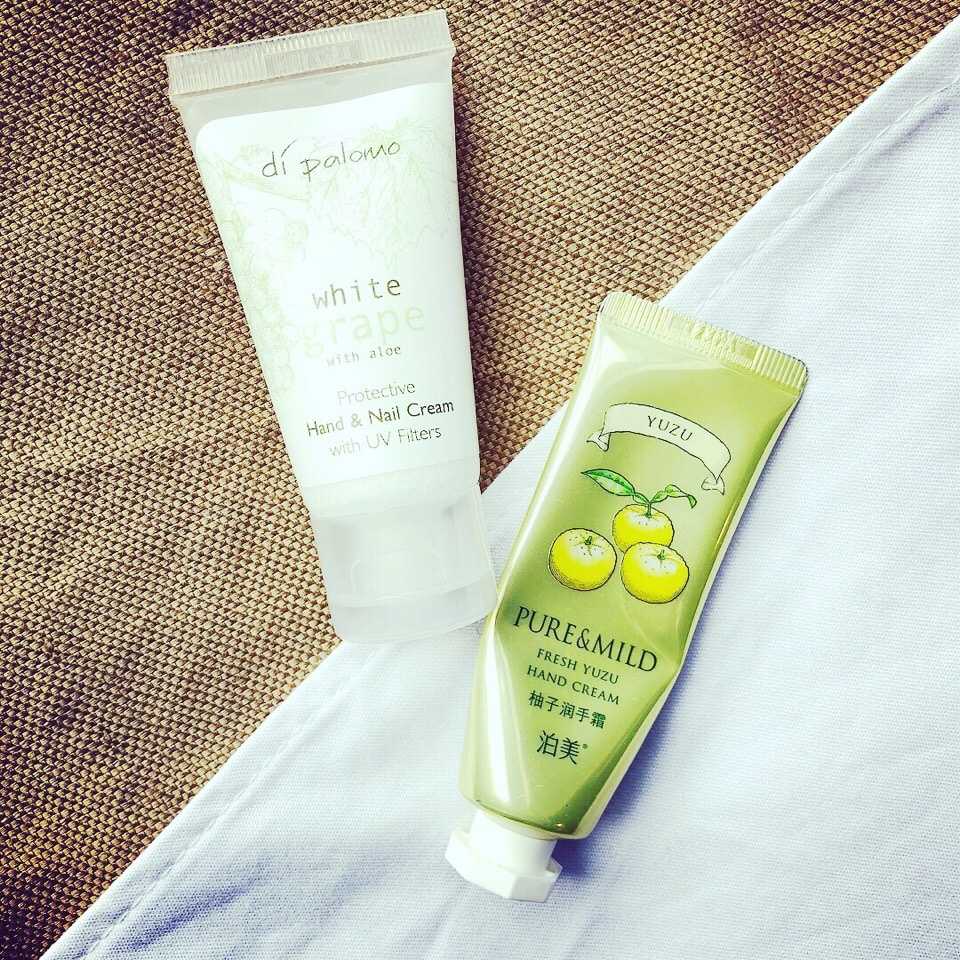 dí palomo
white
grape
with aloe
Protective
Hand & Nail Cream
with UV Filters
YUZU
PURE&MILD
FRESH YUZU
HAND CREAM
柚子润手霜
泊美®